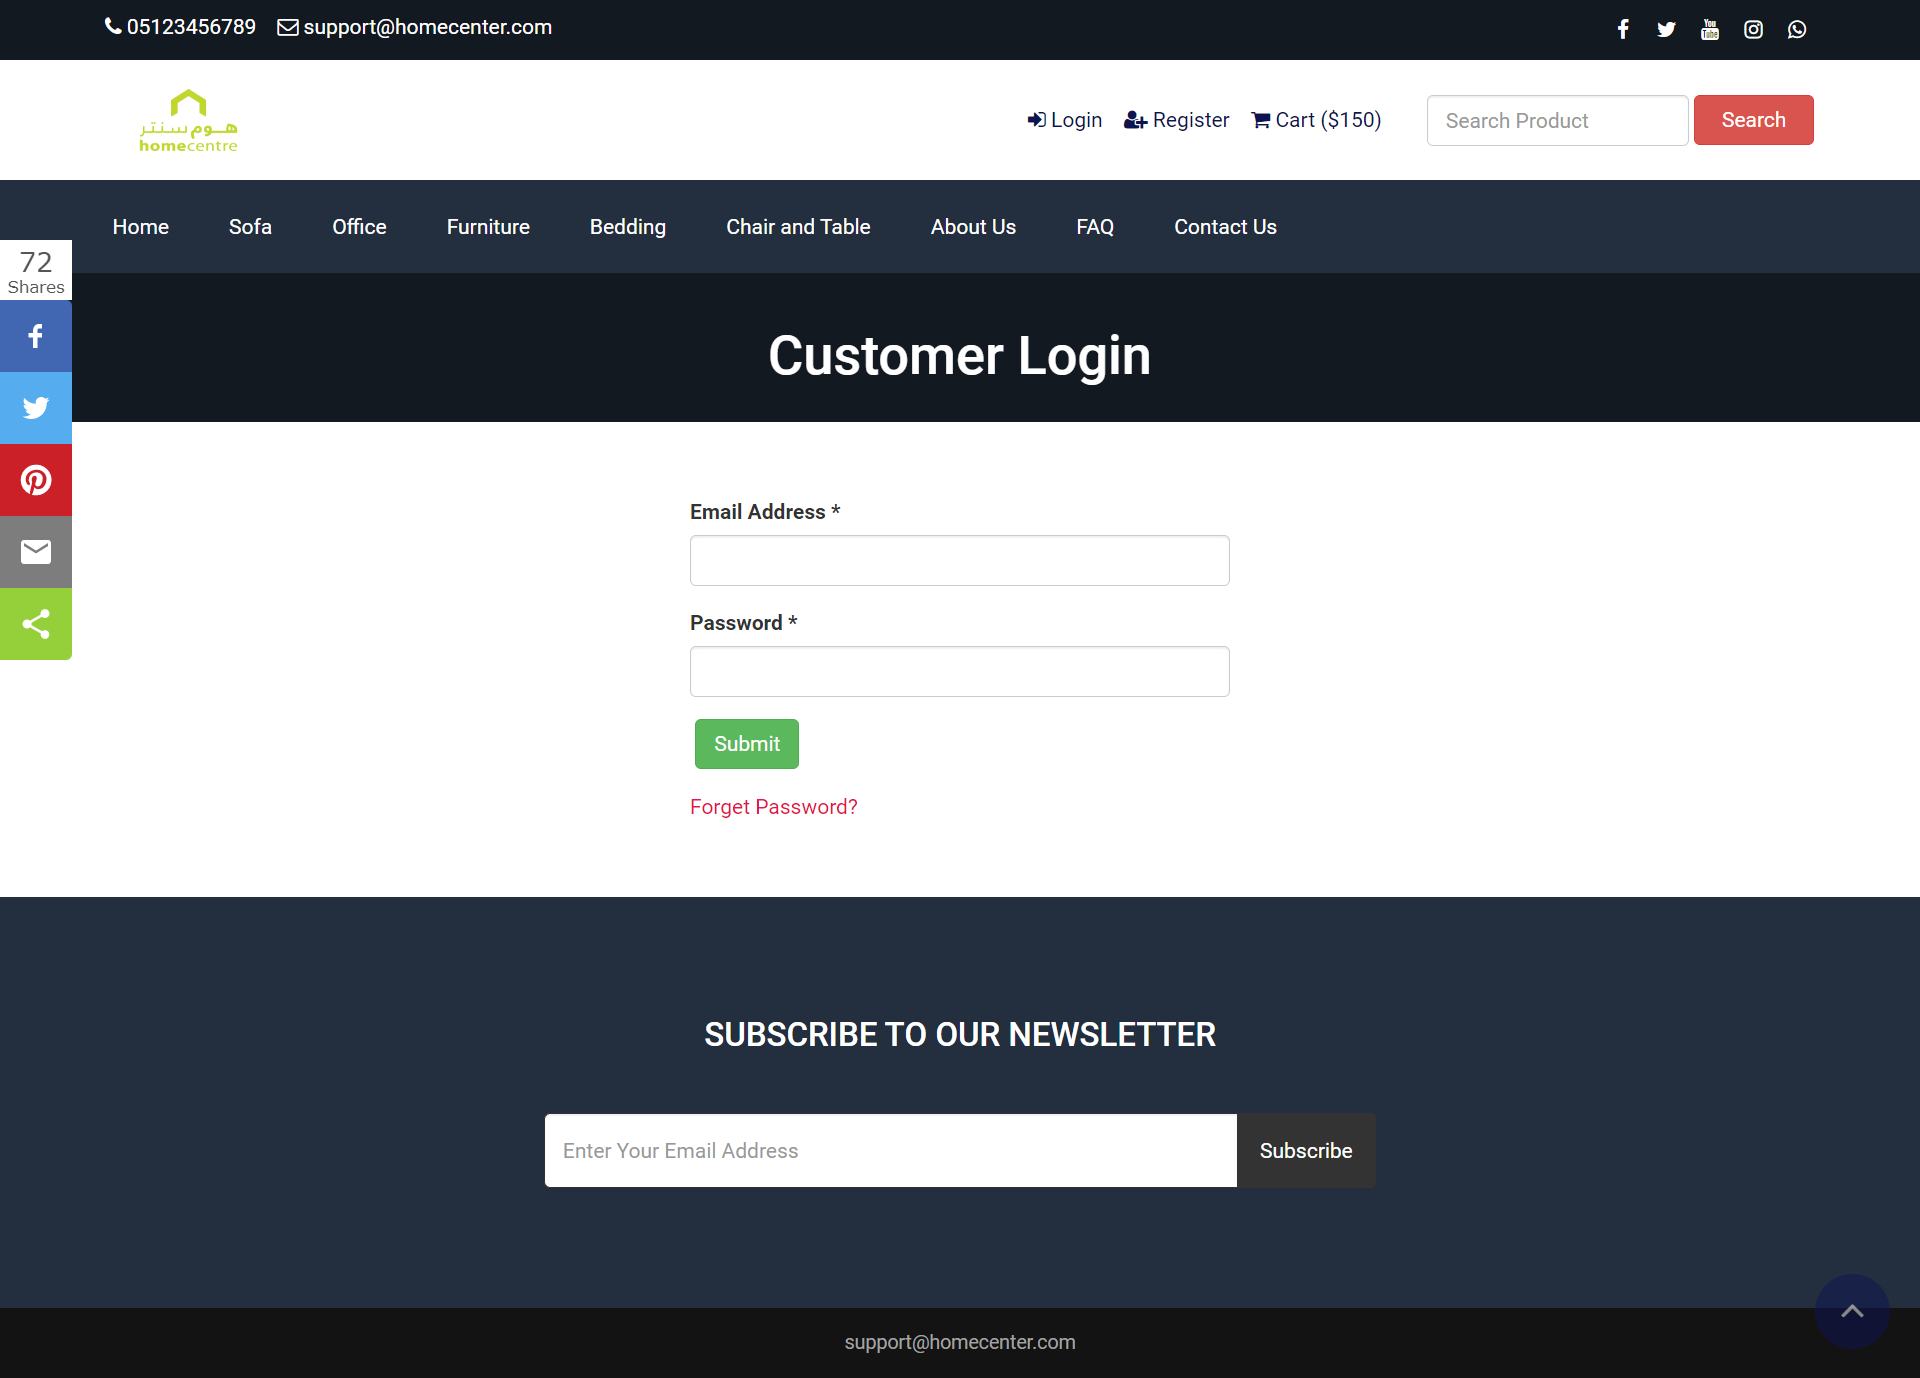 05123456789 support@homecenter.com
You
Tube
هوم سنتر
homecentre
Login Register Cart ($150) Search Product Search
Home Sofa Office Furniture Bedding Chair and Table About Us FAQ Contact Us
72
Shares
Customer Login
Email Address *
Password *
Submit
Forget Password?
SUBSCRIBE TO OUR NEWSLETTER
Enter Your Email Address Subscribe
support@homecenter.com